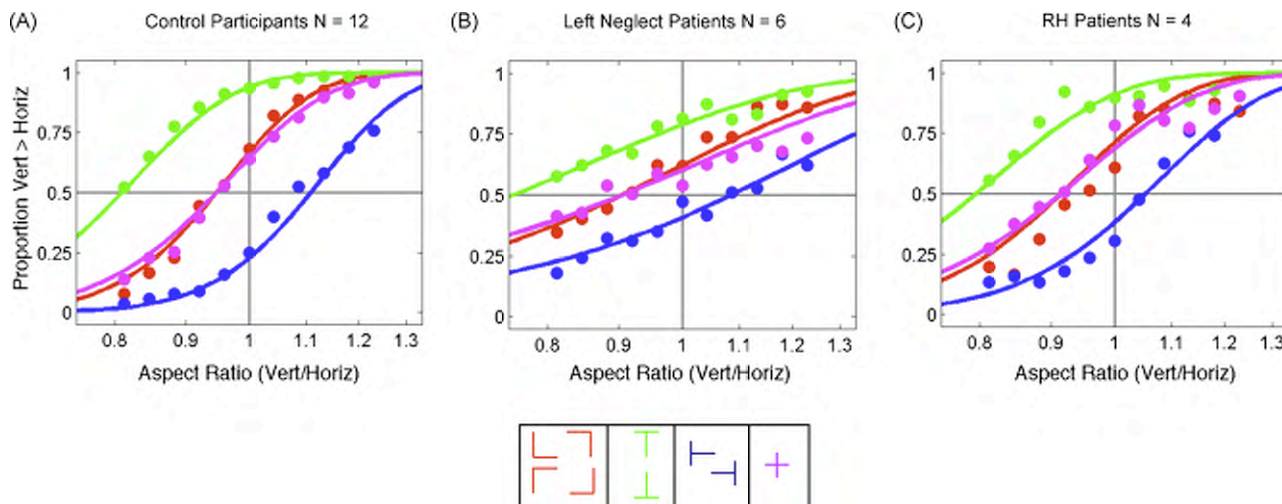 (A) Control Participants N = 12
(B) Left Neglect Patients N = 6
(C) RH Patients N = 4
Proportion Vert > Horiz
1
0.75
0.5
0.25
0
0.8 0.9 1 1.1 1.2 1.3
Aspect Ratio (Vert/Horiz)
1
0.75
0.5
0.25
0
0.8 0.9 1 1.1 1.2 1.3
Aspect Ratio (Vert/Horiz)
1
0.75
0.5
0.25
0
0.8 0.9 1 1.1 1.2 1.3
Aspect Ratio (Vert/Horiz)